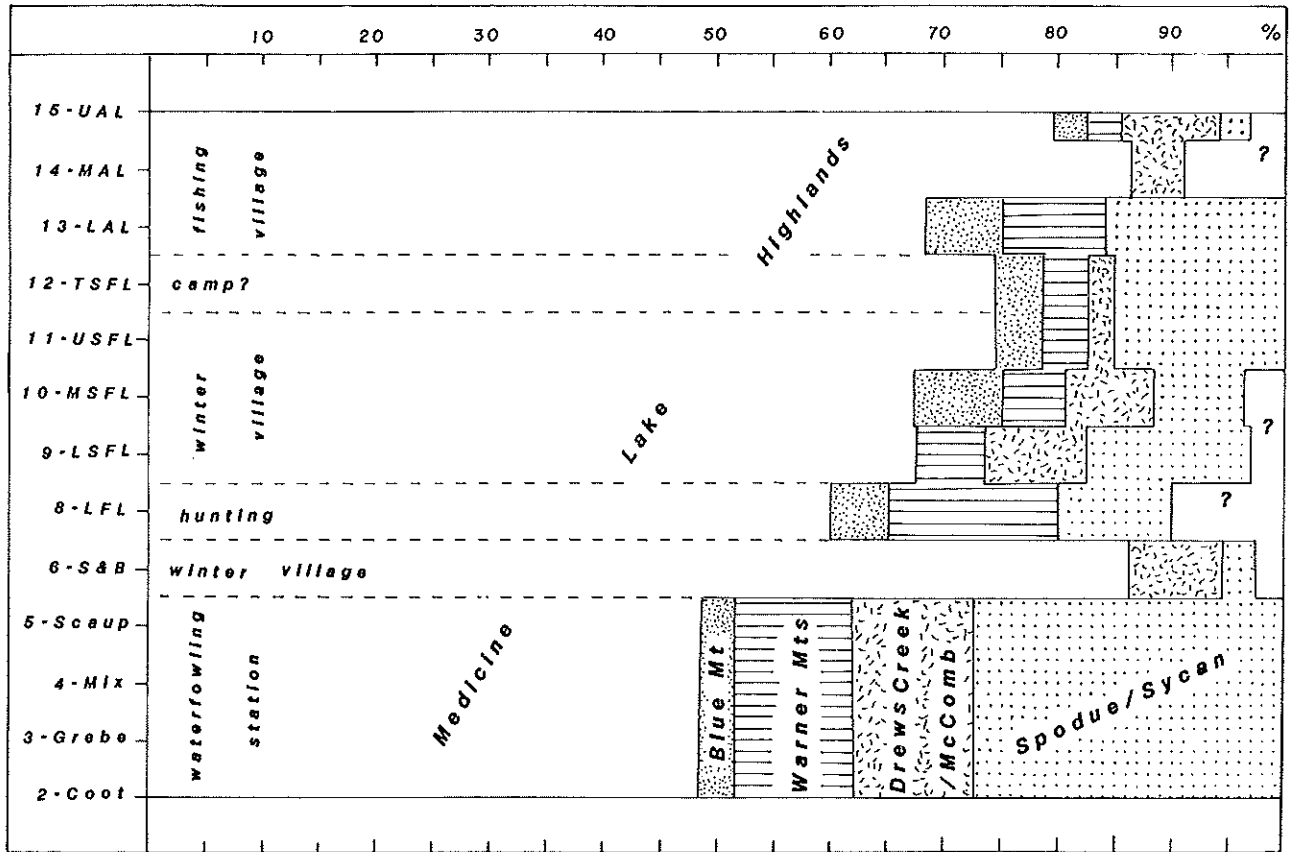 10 20 30 40 50 60 70 80 90 %
15-UAL
14-MAL
13-LAL
12-TSFL
11-USFL
10-MSFL
9-LSFL
8-LFL
6-S&B
5-Scaup
4-Mix
3-Grebe
2-Coot
fishing
village
camp?
winter
village
hunting
winter village
waterfowling
station
Medicine
Lake
Highlands
Blue Mt
Warner Mts
Drews Creek
/McComb
Spodue/Sycan
?
?
?